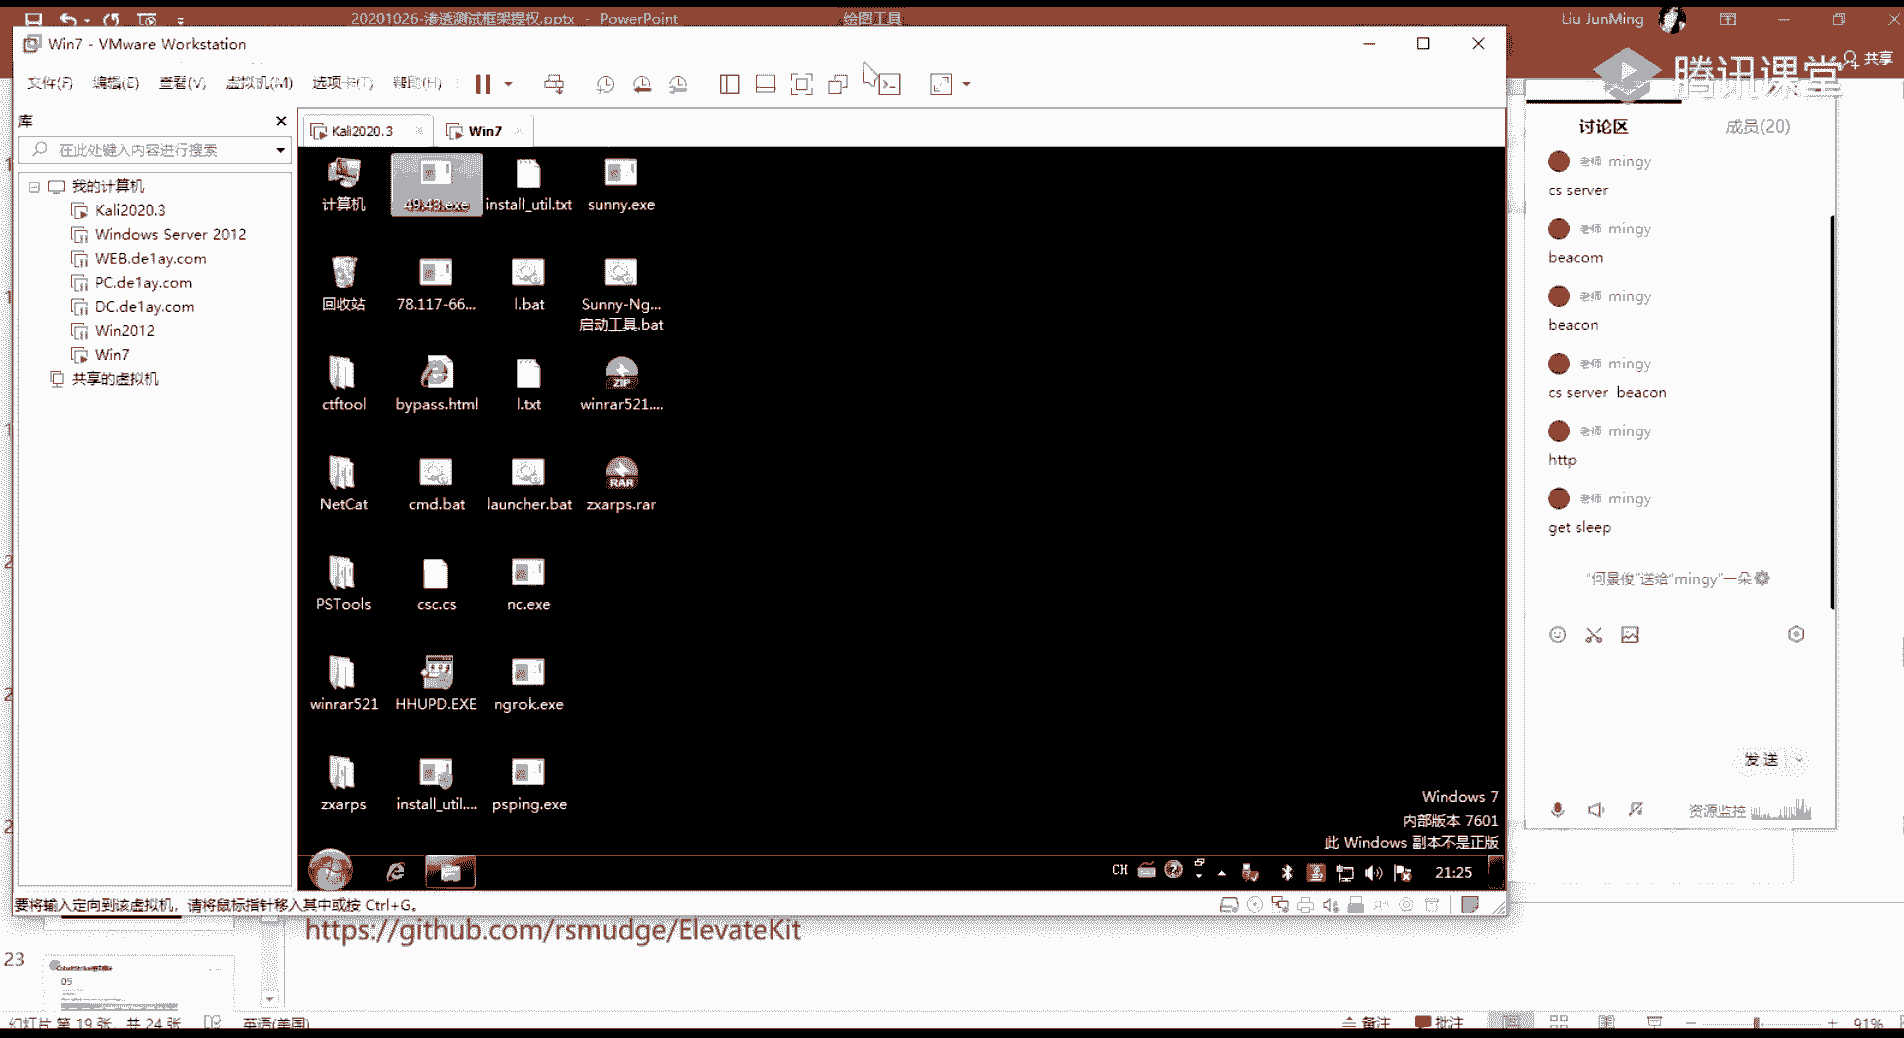 20201026-渗透测试框架提权.pptx - PowerPoint
绘图工具
Liu JunMing
共享
腾讯课堂
Win7 - VMware Workstation
文件(F) 编辑(E) 查看(V) 虚拟机(M) 选项卡(T) 帮助(H)
库
在此处键入内容进行搜索
我的计算机
Kali2020.3
Windows Server 2012
WEB.de1ay.com
PC.de1ay.com
DC.de1ay.com
Win2012
Win7
共享的虚拟机
Kali2020.3
Win7
计算机
49.43.exe
install_util.txt
sunny.exe
回收站
78.117-66...
l.bat
Sunny-Ng...
启动工具.bat
ctftool
bypass.html
l.txt
ZIP
winrar521....
NetCat
cmd.bat
launcher.bat
RAR
zxarps.rar
PSTools
csc.cs
nc.exe
winrar521
HHUPD.EXE
ngrok.exe
zxarps
install_util....
psping.exe
Windows 7
内部版本 7601
此 Windows 副本不是正版
CH
21:25
要将输入定向到该虚拟机，请将鼠标指针移入其中或按 Ctrl+G。
讨论区
成员(20)
老师 mingy
cs server
老师 mingy
beacom
老师 mingy
beacon
老师 mingy
cs server beacon
老师 mingy
http
老师 mingy
get sleep
"何景俊"送给"mingy"一朵
发送
资源监控
https://github.com/rsmudge/ElevateKit
23
05
幻灯片 第 19 张，共 24 张
英语(美国)
备注
批注
91%